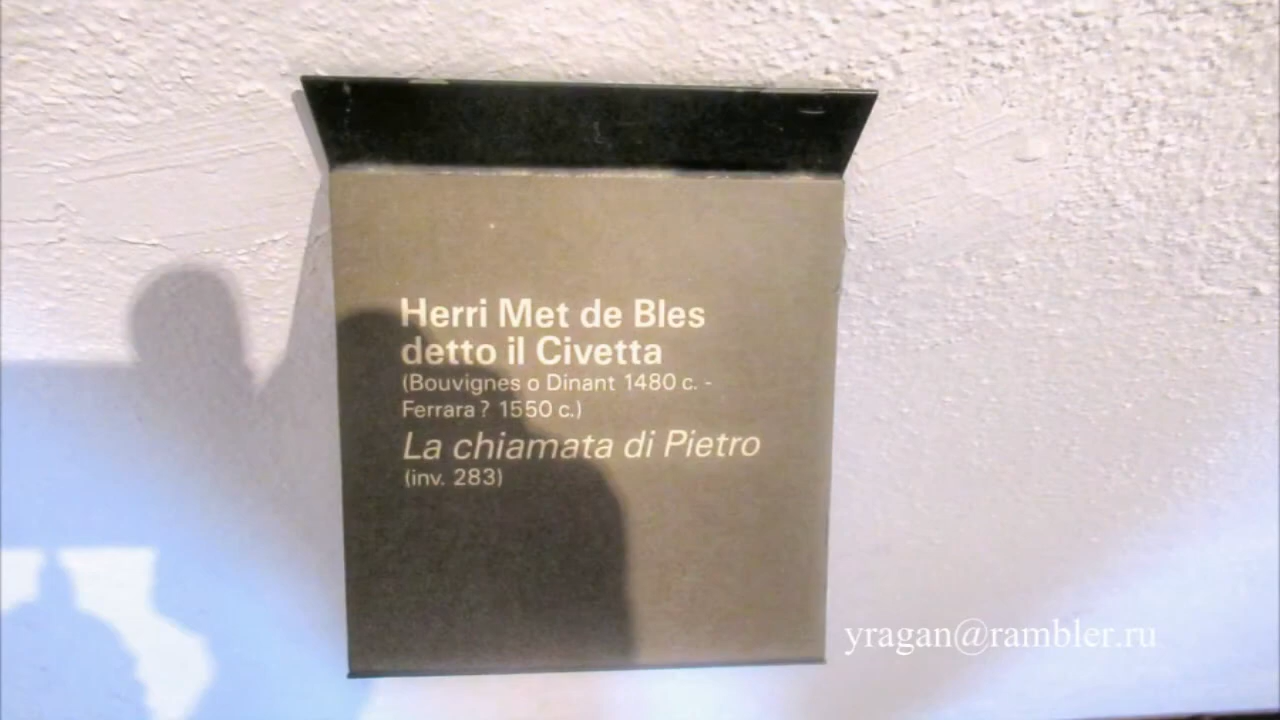 Herri Met de Bles
detto il Civetta
(Bouvignes o Dinant 1480 c. -
Ferrara ? 1550 c.)
La chiamata di Pietro
(inv. 283)
yragan@rambler.ru